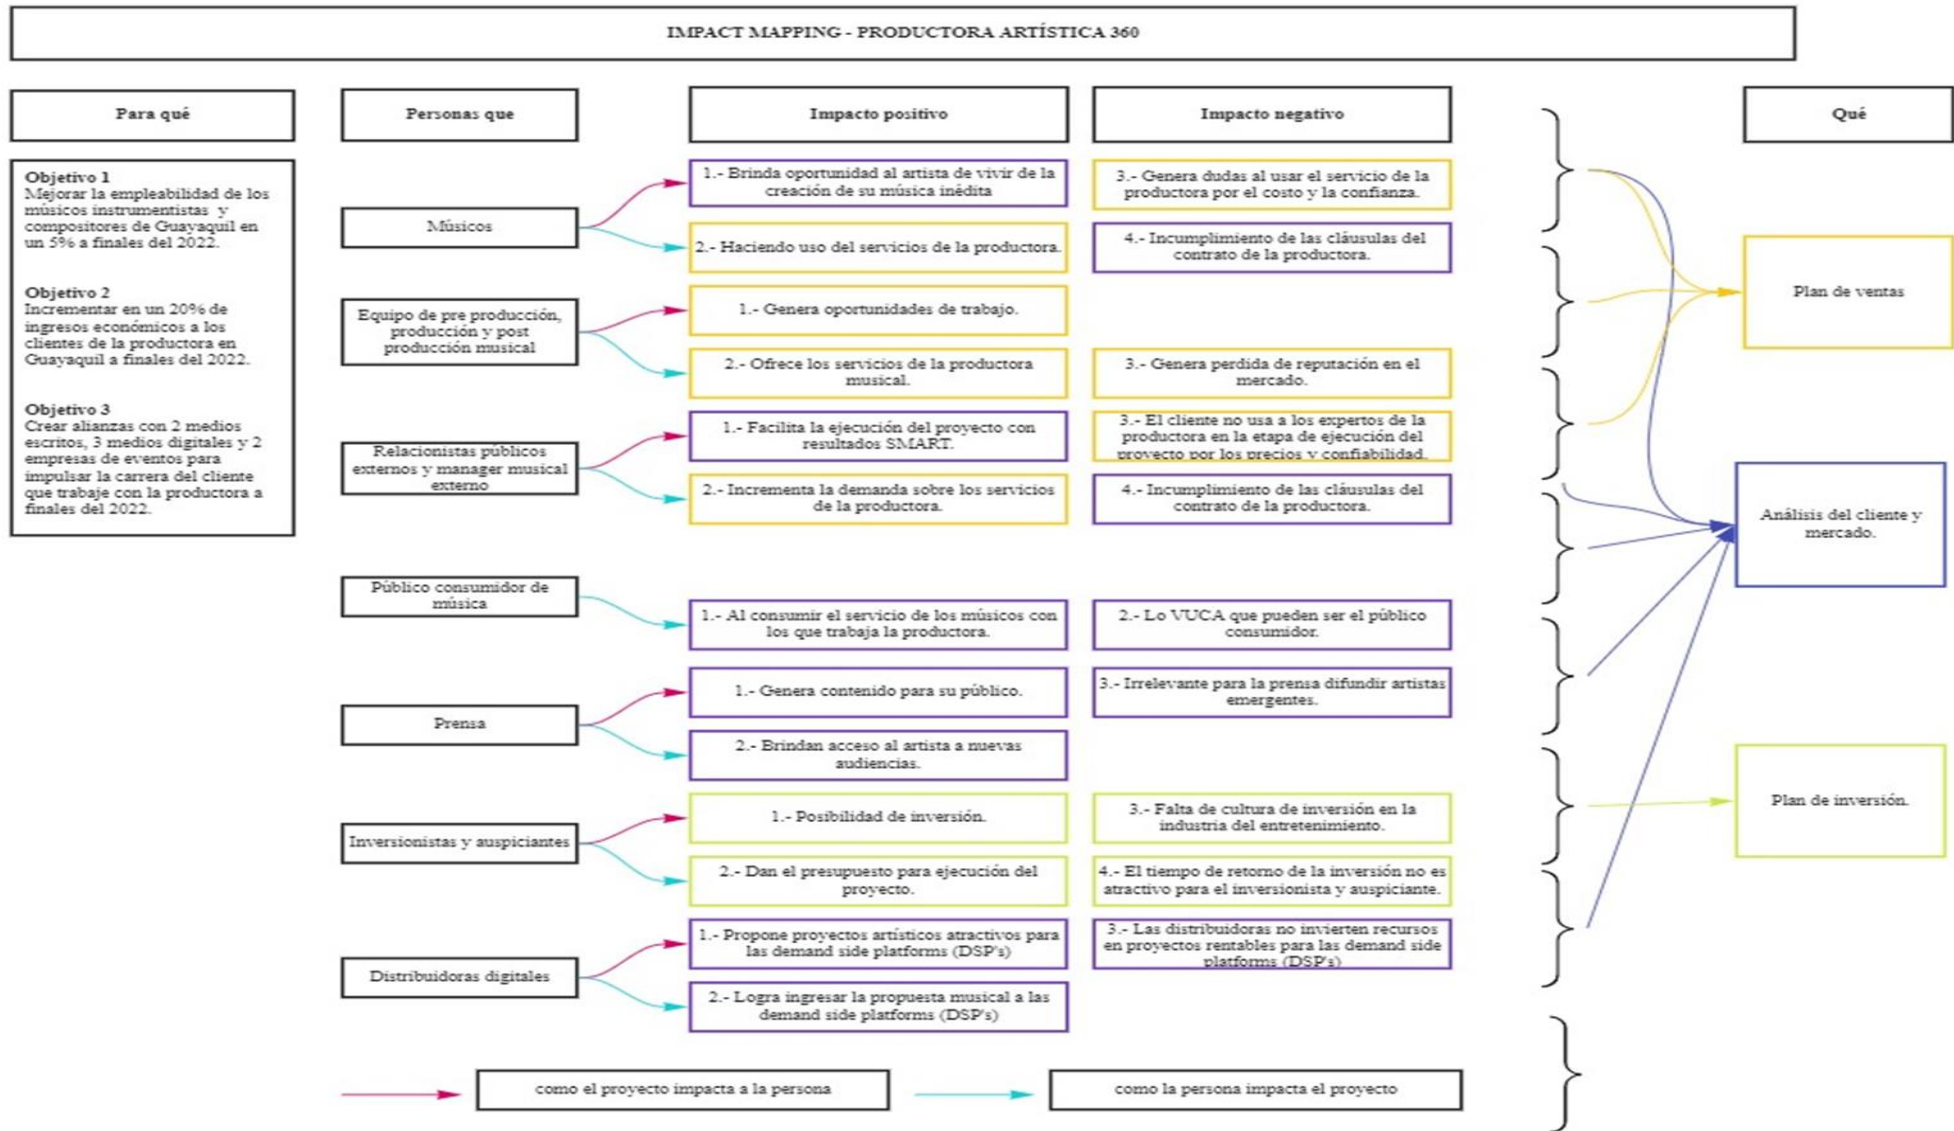 IMPACT MAPPING - PRODUCTORA ARTÍSTICA 360
Para qué
Personas que
Impacto positivo
Impacto negativo
Qué
Objetivo 1
Mejorar la empleabilidad de los
músicos instrumentistas y
compositores de Guayaquil en
un 5% a finales del 2022.
Objetivo 2
Incrementar en un 20% de
ingresos económicos a los
clientes de la productora en
Guayaquil a finales del 2022.
Objetivo 3
Crear alianzas con 2 medios
escritos, 3 medios digitales y 2
empresas de eventos para
impulsar la carrera del cliente
que trabaje con la productora a
finales del 2022.
Músicos
1.- Brinda oportunidad al artista de vivir de la
creación de su música inédita
3.- Genera dudas al usar el servicio de la
productora por el costo y la confianza.
2.- Haciendo uso del servicios de la productora.
4.- Incumplimiento de las cláusulas del
contrato de la productora.
Equipo de pre producción,
producción y post
producción musical
1.- Genera oportunidades de trabajo.
2.- Ofrece los servicios de la productora
musical.
3.- Genera perdida de reputación en el
mercado.
Relacionistas públicos
externos y manager musical
externo
1.- Facilita la ejecución del proyecto con
resultados SMART.
3.- El cliente no usa a los expertos de la
productora en la etapa de ejecución del
proyecto por los precios y confiabilidad.
2.- Incrementa la demanda sobre los servicios
de la productora.
4.- Incumplimiento de las cláusulas del
contrato de la productora.
Público consumidor de
música
1.- Al consumir el servicio de los músicos con
los que trabaja la productora.
2.- Lo VUCA que pueden ser el público
consumidor.
Prensa
1.- Genera contenido para su público.
3.- Irrelevante para la prensa difundir artistas
emergentes.
2.- Brindan acceso al artista a nuevas
audiencias.
Inversionistas y auspiciantes
1.- Posibilidad de inversión.
3.- Falta de cultura de inversión en la
industria del entretenimiento.
2.- Dan el presupuesto para ejecución del
proyecto.
4.- El tiempo de retorno de la inversión no es
atractivo para el inversionista y auspiciante.
Distribuidoras digitales
1.- Propone proyectos artísticos atractivos para
las demand side platforms (DSP's)
3.- Las distribuidoras no invierten recursos
en proyectos rentables para las demand side
platforms (DSP's)
2.- Logra ingresar la propuesta musical a las
demand side platforms (DSP's)
Plan de ventas
Análisis del cliente y
mercado.
Plan de inversión.
como el proyecto impacta a la persona
como la persona impacta el proyecto